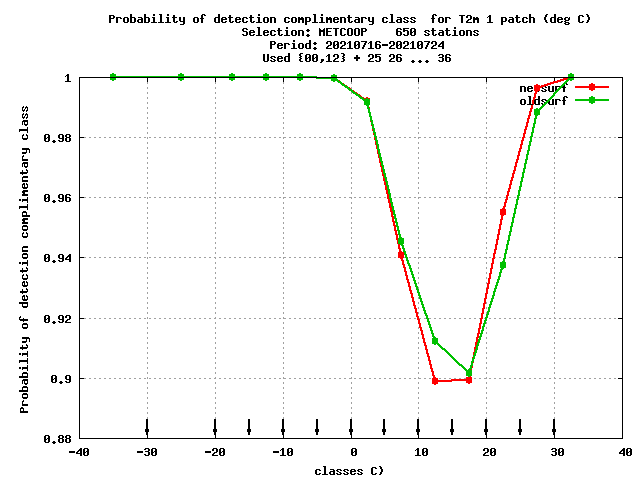 Probability of detection complimentary class  for T2m 1 patch (deg C)
Selection: METCOOP    650 stations
Period: 20210716-20210724
Used {00,12} + 25 26 ... 36
Probability of detection complimentary class
1
0.98
0.96
0.94
0.92
0.9
0.88
newsurf
oldsurf
-40 -30 -20 -10 0 10 20 30 40
classes C)